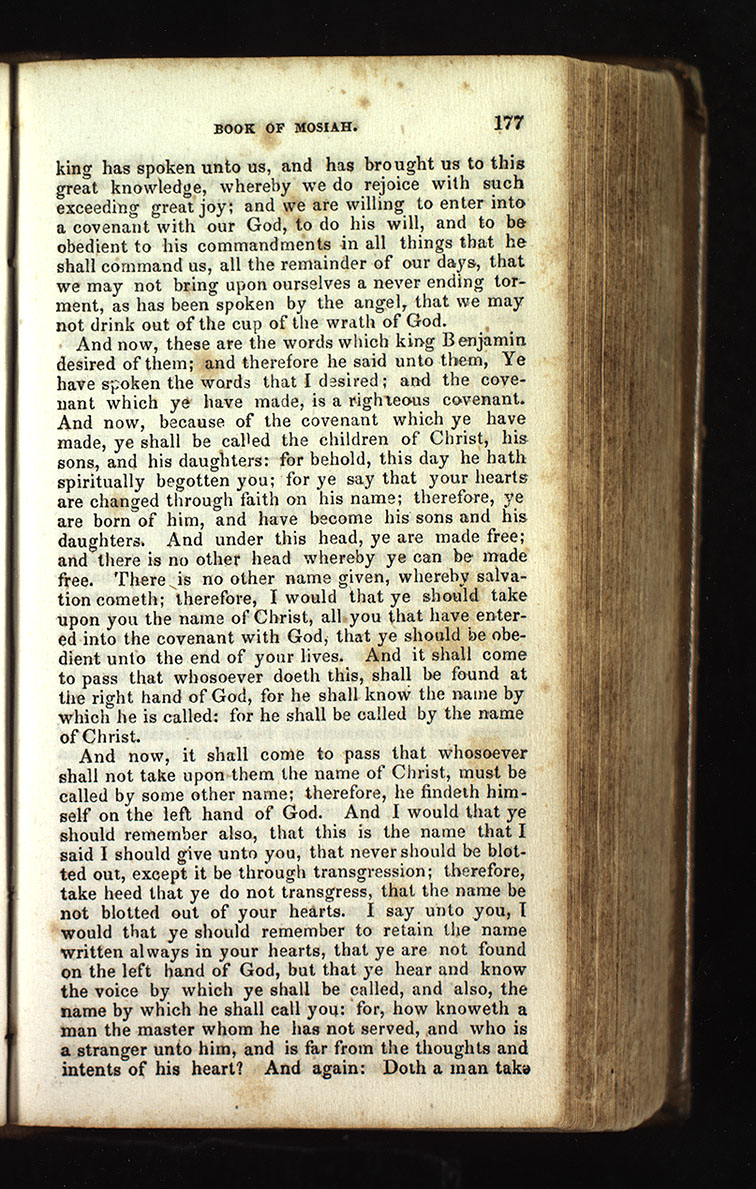 BOOK OF MOSIAH. 177
king has spoken unto us, and has brought us to this
great knowledge, whereby we do rejoice with such
exceeding great joy; and we are willing to enter into
a covenant with our God, to do his will, and to be
obedient to his commandments in all things that he
shall command us, all the remainder of our days, that
we may not bring upon ourselves a never ending tor-
ment, as has been spoken by the angel, that we may
not drink out of the cup of the wrath of God.
And now, these are the words which king Benjamin
desired of them; and therefore he said unto them, Ye
have spoken the words that I desired; and the cove-
nant which ye have made, is a righteous covenant.
And now, because of the covenant which ye have
made, ye shall be called the children of Christ, his
sons, and his daughters: for behold, this day he hath
spiritually begotten you; for ye say that your hearts
are changed through faith on his name; therefore, ye
are born of him, and have become his sons and his
daughters. And under this head, ye are made free;
and there is no other head whereby ye can be made
free. There is no other name given, whereby salva-
tion cometh; therefore, I would that ye should take
upon you the name of Christ, all you that have enter-
ed into the covenant with God, that ye should be obe-
dient unto the end of your lives. And it shall come
to pass that whosoever doeth this, shall be found at
the right hand of God, for he shall know the name by
which he is called: for he shall be called by the name
of Christ.
And now, it shall come to pass that whosoever
shall not take upon them the name of Christ, must be
called by some other name; therefore, he findeth him-
self on the left hand of God. And I would that ye
should remember also, that this is the name that I
said I should give unto you, that never should be blot-
ted out, except it be through transgression; therefore,
take heed that ye do not transgress, that the name be
not blotted out of your hearts. I say unto you, I
would that ye should remember to retain the name
written always in your hearts, that ye are not found
on the left hand of God, but that ye hear and know
the voice by which ye shall be called, and also, the
name by which he shall call you: for, how knoweth a
man the master whom he has not served, and who is
a stranger unto him, and is far from the thoughts and
intents of his heart? And again: Doth a man take